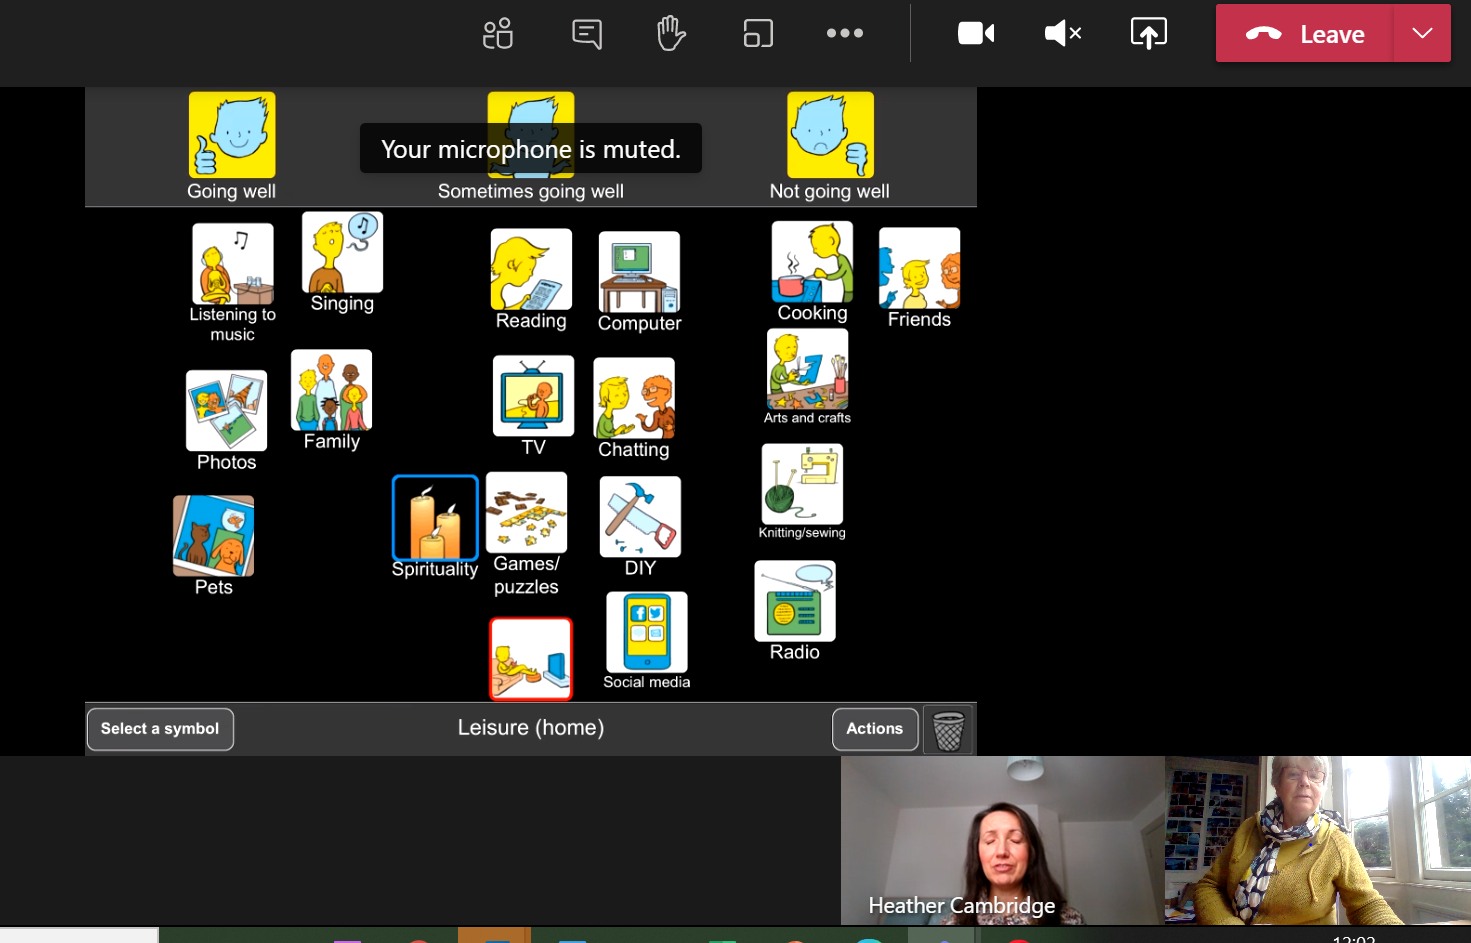 Leave
Your microphone is muted.
Going well
Sometimes going well
Not going well
Listening to
music
Singing
Reading
Computer
Cooking
Friends
Photos
Family
TV
Chatting
Arts and crafts
Knitting/sewing
Pets
Spirituality
Games/
puzzles
DIY
Social media
Radio
Select a symbol
Leisure (home)
Actions
Heather Cambridge